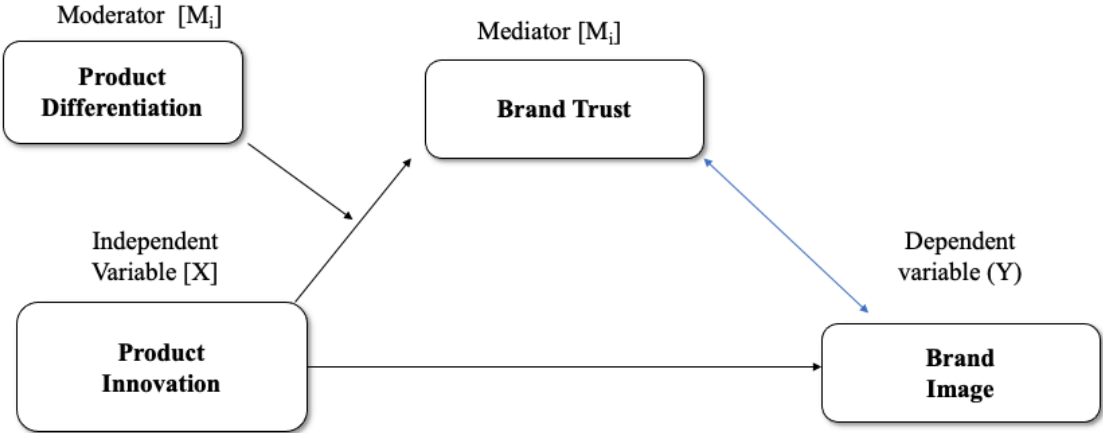 Moderator [Mi]
Product
Differentiation
Mediator [Mi]
Brand Trust
Independent
Variable [X]
Product
Innovation
Dependent
variable (Y)
Brand
Image